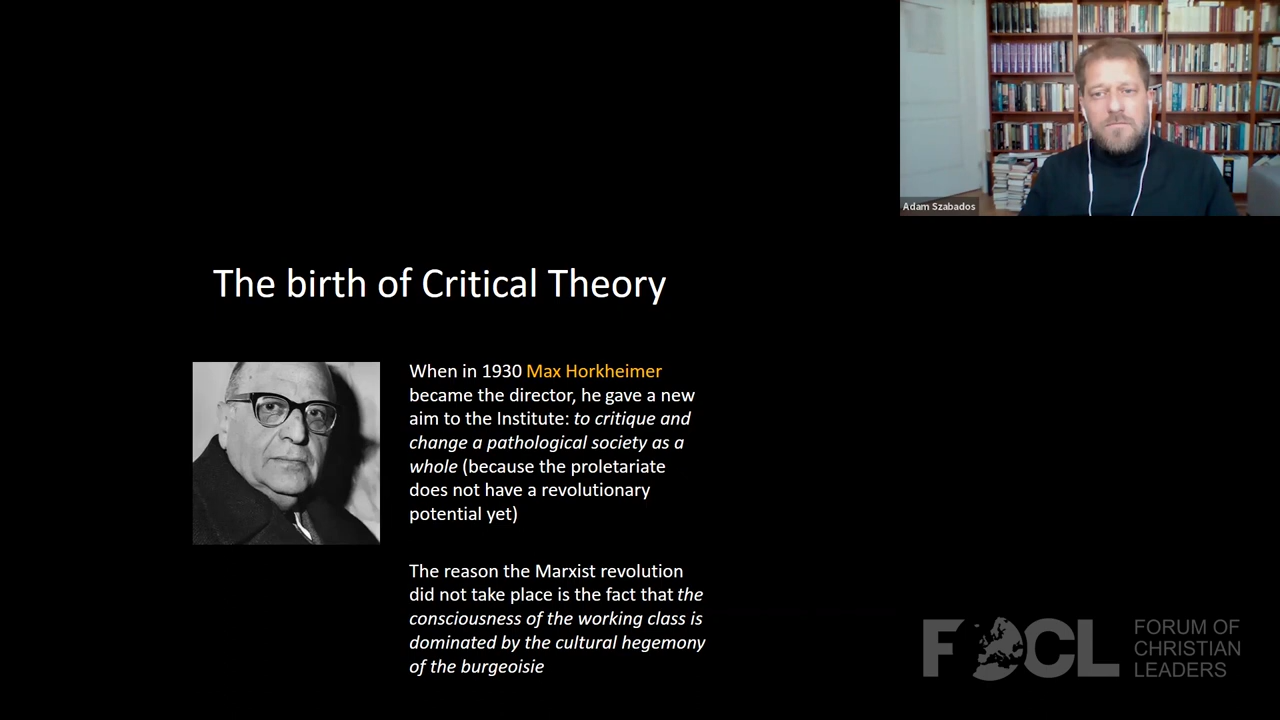 Adam Szabados
The birth of Critical Theory
When in 1930 Max Horkheimer
became the director, he gave a new
aim to the Institute: to critique and
change a pathological society as a
whole (because the proletariate
does not have a revolutionary
potential yet)
The reason the Marxist revolution
did not take place is the fact that the
consciousness of the working class is
dominated by the cultural hegemony
of the burgeoisie
FOCL
FORUM OF
CHRISTIAN
LEADERS